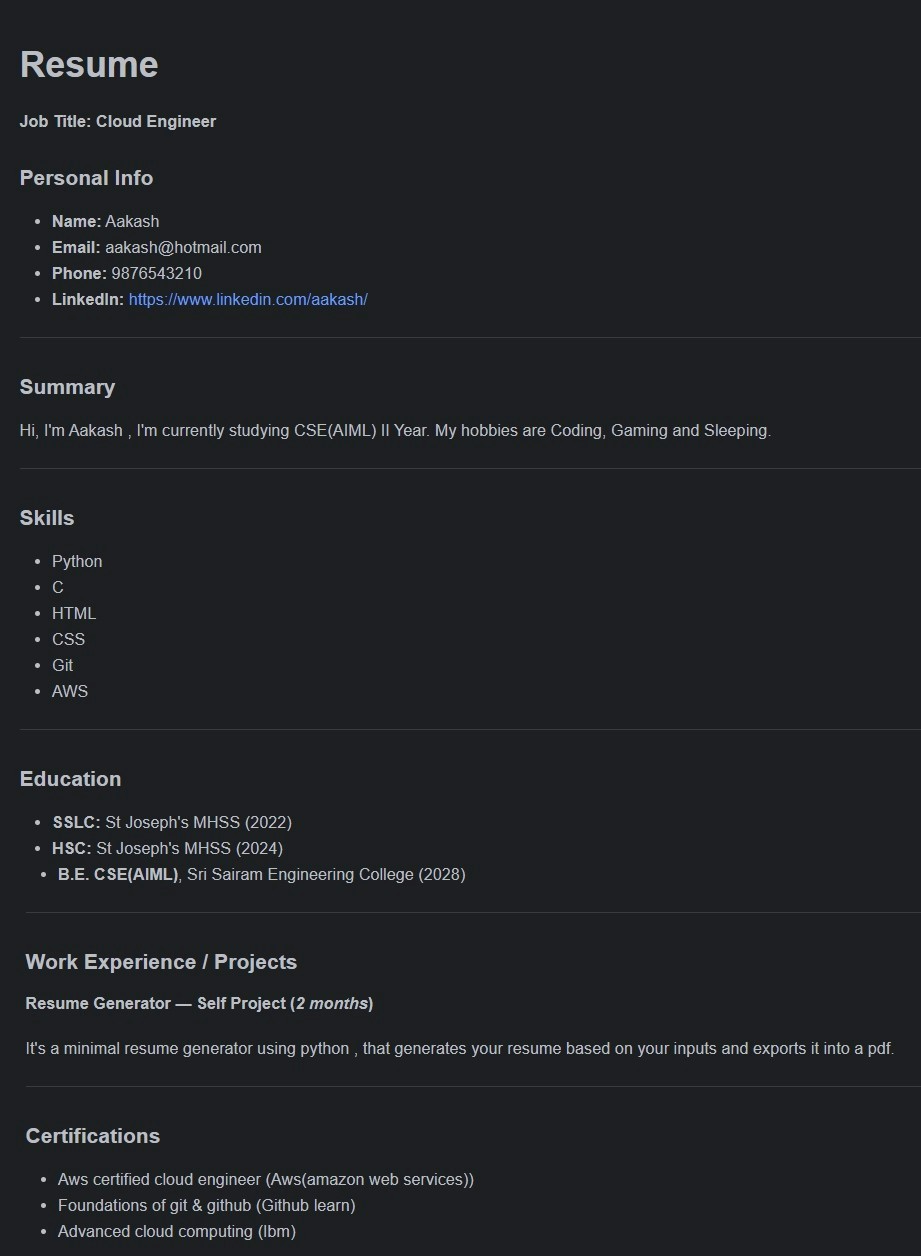 Resume
Job Title: Cloud Engineer
Personal Info
• Name: Aakash
• Email: aakash@hotmail.com
• Phone: 9876543210
• LinkedIn: https://www.linkedin.com/aakash/
Summary
Hi, I'm Aakash , I'm currently studying CSE(AIML) II Year. My hobbies are Coding, Gaming and Sleeping.
Skills
• Python
• C
• HTML
• CSS
• Git
• AWS
Education
• SSLC: St Joseph's MHSS (2022)
• HSC: St Joseph's MHSS (2024)
• B.E. CSE(AIML), Sri Sairam Engineering College (2028)
Work Experience / Projects
Resume Generator — Self Project (2 months)
It's a minimal resume generator using python , that generates your resume based on your inputs and exports it into a pdf.
Certifications
• Aws certified cloud engineer (Aws(amazon web services))
• Foundations of git & github (Github learn)
• Advanced cloud computing (Ibm)